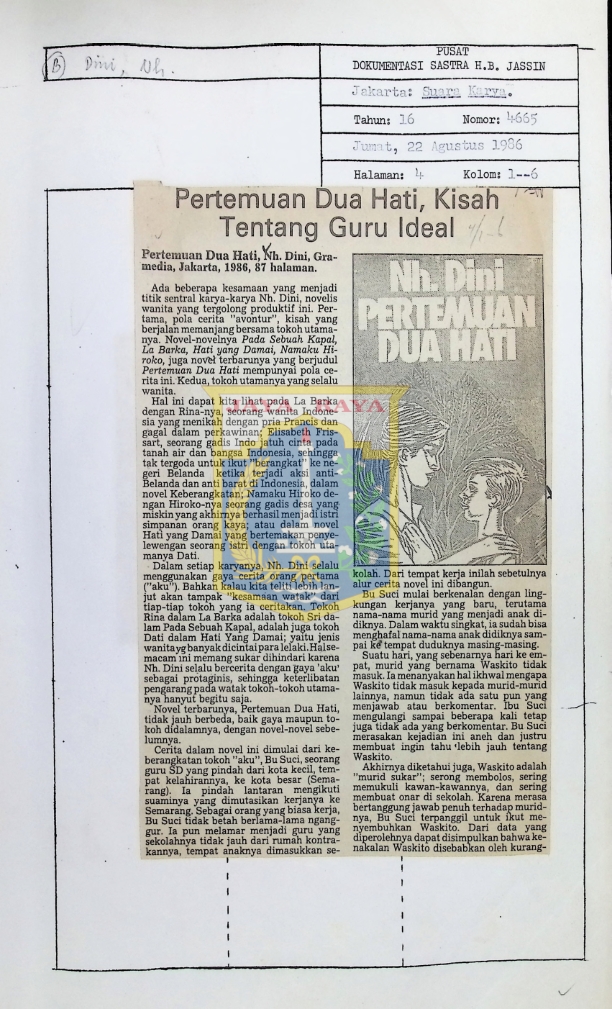 (B) Dini, Nh.
PUSAT
DOKUMENTASI SASTRA H.B. JASSIN
Jakarta: Suara Karya.
Tahun: 16 Nomor: 4665
Jumat, 22 Agustus 1986
Halaman: 4 Kolom: 1--6
Pertemuan Dua Hati, Kisah
Tentang Guru Ideal
Pertemuan Dua Hati, Nh. Dini, Gra-
media, Jakarta, 1986, 87 halaman.
Ada beberapa kesamaan yang menjadi
titik sentral karya-karya Nh. Dini, novelis
wanita yang tergolong produktif ini. Per-
tama, pola cerita "avontur", kisah yang
berjalan memanjang bersama tokoh utama-
nya. Novel-novelnya Pada Sebuah Kapal,
La Barka, Hati yang Damai, Namaku Hi-
roko, juga novel terbarunya yang berjudul
Pertemuan Dua Hati mempunyai pola ce-
rita ini. Kedua, tokoh utamanya yang selalu
wanita.
Hal ini dapat kita lihat pada La Barka
dengan Rina-nya, seorang wanita Indone-
sia yang menikah dengan pria Prancis dan
gagal dalam perkawinan; Elisabeth Fris-
sart, seorang gadis Indo jatuh cinta pada
tanah air dan bangsa Indonesia, sehingga
tak tergoda untuk ikut "berangkat" ke ne-
geri Belanda ketika terjadi aksi anti-
Belanda dan anti barat di Indonesia, dalam
novel Keberangkatan; Namaku Hiroko de-
ngan Hiroko-nya seorang gadis desa yang
miskin yang akhirnya berhasil menjadi istri
simpanan orang kaya, atau dalam novel
Hati yang Damai yang bertemakan penye-
lewengan seorang istri dengan tokoh uta-
manya Dati.
Dalam setiap karyanya, Nh. Dini selalu
menggunakan gaya cerita orang pertama
("aku"). Bahkan kalau kita teliti lebih lan-
jut akan tampak "kesamaan watak" dari
tiap-tiap tokoh yang ia ceritakan. Tokoh
Rina dalam La Barka adalah tokoh Sri da-
lam Pada Sebuah Kapal, adalah juga tokoh
Dati dalam Hati Yang Damai; yaitu jenis
wanita yg banyak dicintai para lelaki. Hal se-
macam ini memang sukar dihindari karena
Nh. Dini selalu bercerita dengan gaya 'aku'
sebagai protaginis, sehingga keterlibatan
pengarang pada watak tokoh-tokoh utama-
nya hanyut begitu saja.
Novel terbarunya, Pertemuan Dua Hati,
tidak jauh berbeda, baik gaya maupun to-
koh didalamnya, dengan novel-novel sebe-
lumnya.
Cerita dalam novel ini dimulai dari ke-
berangkatan tokoh "aku", Bu Suci, seorang
guru SD yang pindah dari kota kecil, tem-
pat kelahirannya, ke kota besar (Sema-
rang). Ia pindah lantaran mengikuti
suaminya yang dimutasikan kerjanya ke
Semarang. Sebagai orang yang biasa kerja,
Bu Suci tidak betah berlama-lama ngang-
gur. Ia pun melamar menjadi guru yang
sekolahnya tidak jauh dari rumah kontra-
kannya, tempat anaknya dimasukkan se-
Nh. Dini
PERTEMUAN
DUA HATI
JAYA RAYA
kolah. Dari tempat kerja inilah sebetulnya
alur cerita novel ini dibangun.
Bu Suci mulai berkenalan dengan ling-
kungan kerjanya yang baru, terutama
nama-nama murid yang menjadi anak di-
diknya. Dalam waktu singkat, ia sudah bisa
menghafal nama-nama anak didiknya sam-
pai ke tempat duduknya masing-masing.
Suatu hari, yang sebenarnya hari ke em-
pat, murid yang bernama Waskito tidak
masuk. Ia menanyakan hal ikhwal mengapa
Waskito tidak masuk kepada murid-murid
lainnya, namun tidak ada satu pun yang
menjawab atau berkomentar. Ibu Suci
mengulangi sampai beberapa kali tetap
juga tidak ada yang berkomentar. Bu Suci
merasakan kejadian ini aneh dan justru
membuat ingin tahu lebih jauh tentang
Waskito.
Akhirnya diketahui juga, Waskito adalah
"murid sukar"; serong membolos, sering
memukuli kawan-kawannya, dan sering
membuat onar di sekolah. Karena merasa
bertanggung jawab penuh terhadap murid-
nya, Bu Suci terpanggil untuk ikut me-
nyembuhkan Waskito. Dari data yang
diperolehnya dapat disimpulkan bahwa ke-
nakalan Waskito disebabkan oleh kurang-